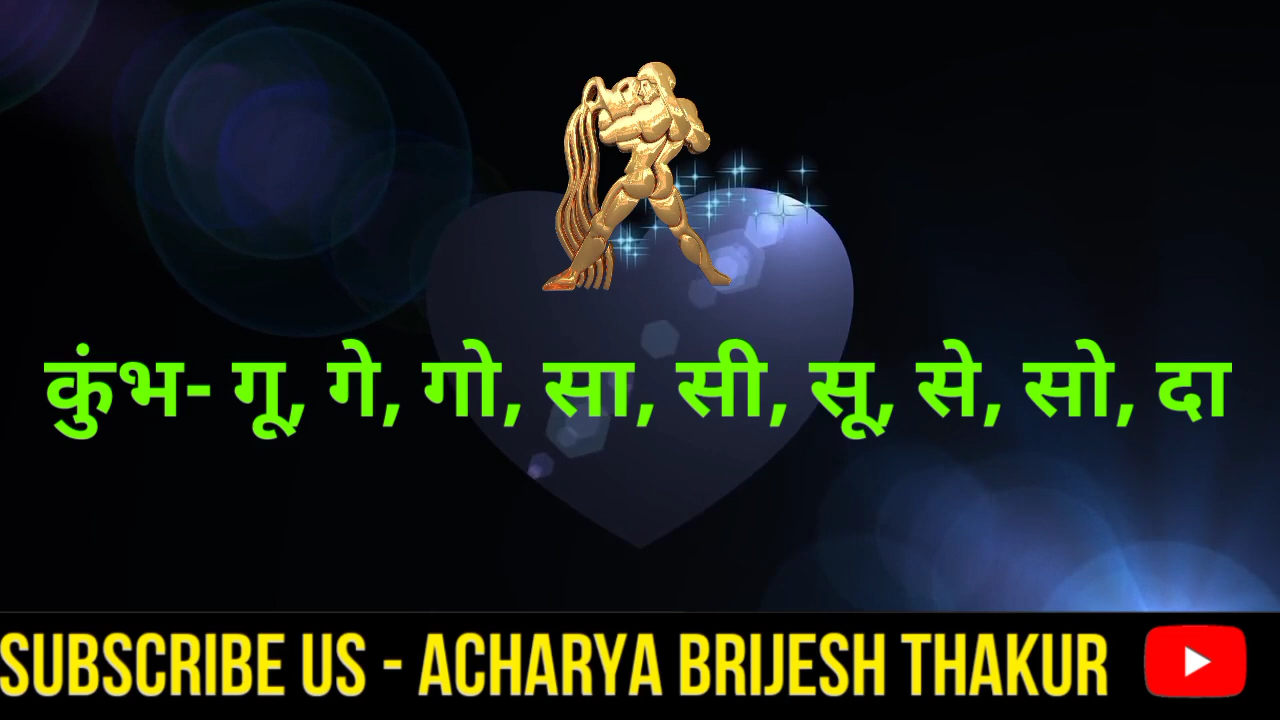 कुंभ- गू, गे, गो, सा, सी, सू, से, सो, दा
SUBSCRIBE US - ACHARYA BRIJESH THAKUR